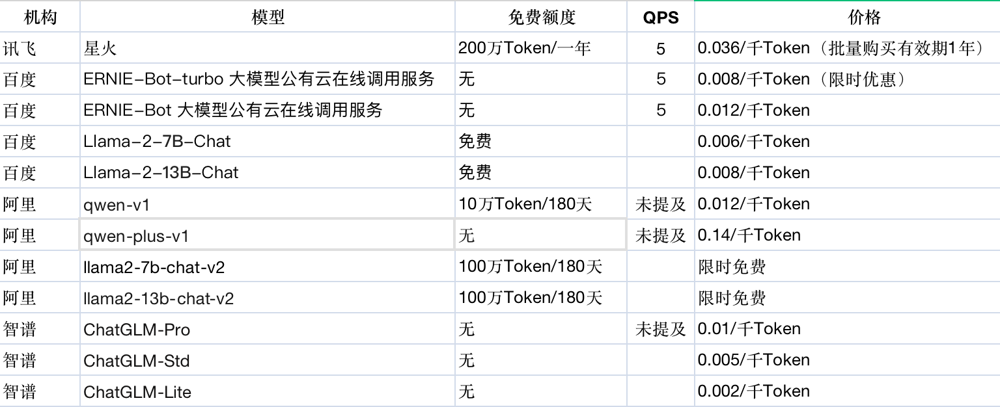 机构 模型 免费额度 QPS 价格
讯飞 星火 200万Token/一年 5 0.036/千Token（批量购买有效期1年）
百度 ERNIE-Bot-turbo 大模型公有云在线调用服务 无 5 0.008/千Token（限时优惠）
百度 ERNIE-Bot 大模型公有云在线调用服务 无 5 0.012/千Token
百度 Llama-2-7B-Chat 免费 0.006/千Token
百度 Llama-2-13B-Chat 免费 0.008/千Token
阿里 qwen-v1 10万Token/180天 未提及 0.012/千Token
阿里 qwen-plus-v1 无 未提及 0.14/千Token
阿里 llama2-7b-chat-v2 100万Token/180天 限时免费
阿里 llama2-13b-chat-v2 100万Token/180天 限时免费
智谱 ChatGLM-Pro 无 未提及 0.01/千Token
智谱 ChatGLM-Std 无 0.005/千Token
智谱 ChatGLM-Lite 无 0.002/千Token